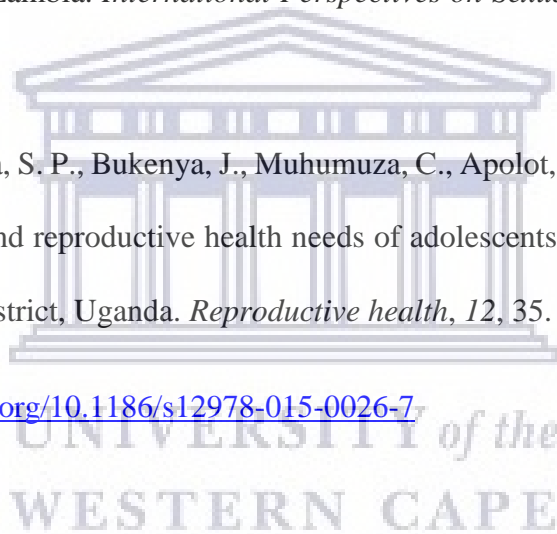 Zambia. International Perspectives on Sexual
, S. P., Bukenya, J., Muhumuza, C., Apolot,
nd reproductive health needs of adolescents
strict, Uganda. Reproductive health, 12, 35.
org/10.1186/s12978-015-0026-7
UNIVERSITY of the
WESTERN CAPE